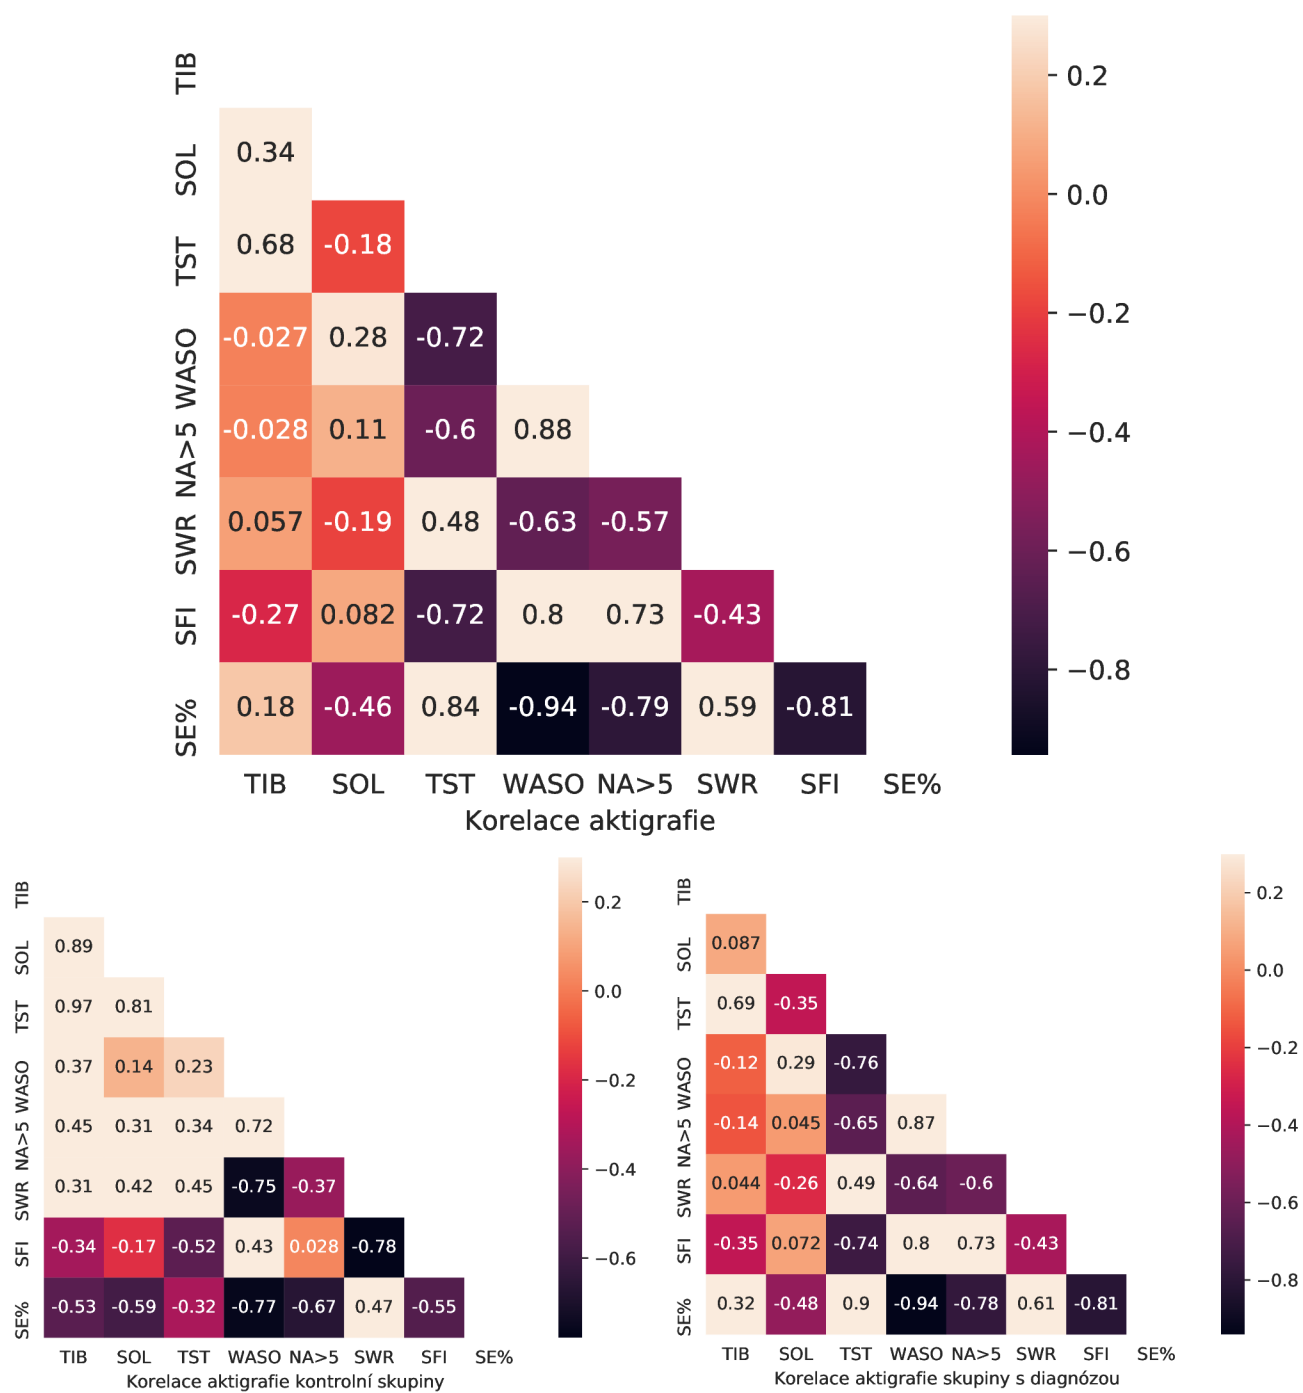 TIB
SOL 0.34
TST 0.68 -0.18
WASO -0.027 0.28 -0.72
NA>5 -0.028 0.11 -0.6 0.88
SWR 0.057 -0.19 0.48 -0.63 -0.57
SFI -0.27 0.082 -0.72 0.8 0.73 -0.43
SE% 0.18 -0.46 0.84 -0.94 -0.79 0.59 -0.81
TIB SOL TST WASO NA>5 SWR SFI SE%
Korelace aktigrafie
0.2
0.0
−0.2
−0.4
−0.6
−0.8
TIB
SOL 0.89
TST 0.97 0.81
WASO 0.37 0.14 0.23
NA>5 0.45 0.31 0.34 0.72
SWR 0.31 0.42 0.45 -0.75 -0.37
SFI -0.34 -0.17 -0.52 0.43 0.028 -0.78
SE% -0.53 -0.59 -0.32 -0.77 -0.67 0.47 -0.55
TIB SOL TST WASO NA>5 SWR SFI SE%
Korelace aktigrafie kontrolní skupiny
0.2
0.0
−0.2
−0.4
−0.6
TIB
SOL 0.087
TST 0.69 -0.35
WASO -0.12 0.29 -0.76
NA>5 -0.14 0.045 -0.65 0.87
SWR 0.044 -0.26 0.49 -0.64 -0.6
SFI -0.35 0.072 -0.74 0.8 0.73 -0.43
SE% 0.32 -0.48 0.9 -0.94 -0.78 0.61 -0.81
TIB SOL TST WASO NA>5 SWR SFI SE%
Korelace aktigrafie skupiny s diagnózou
0.2
0.0
−0.2
−0.4
−0.6
−0.8